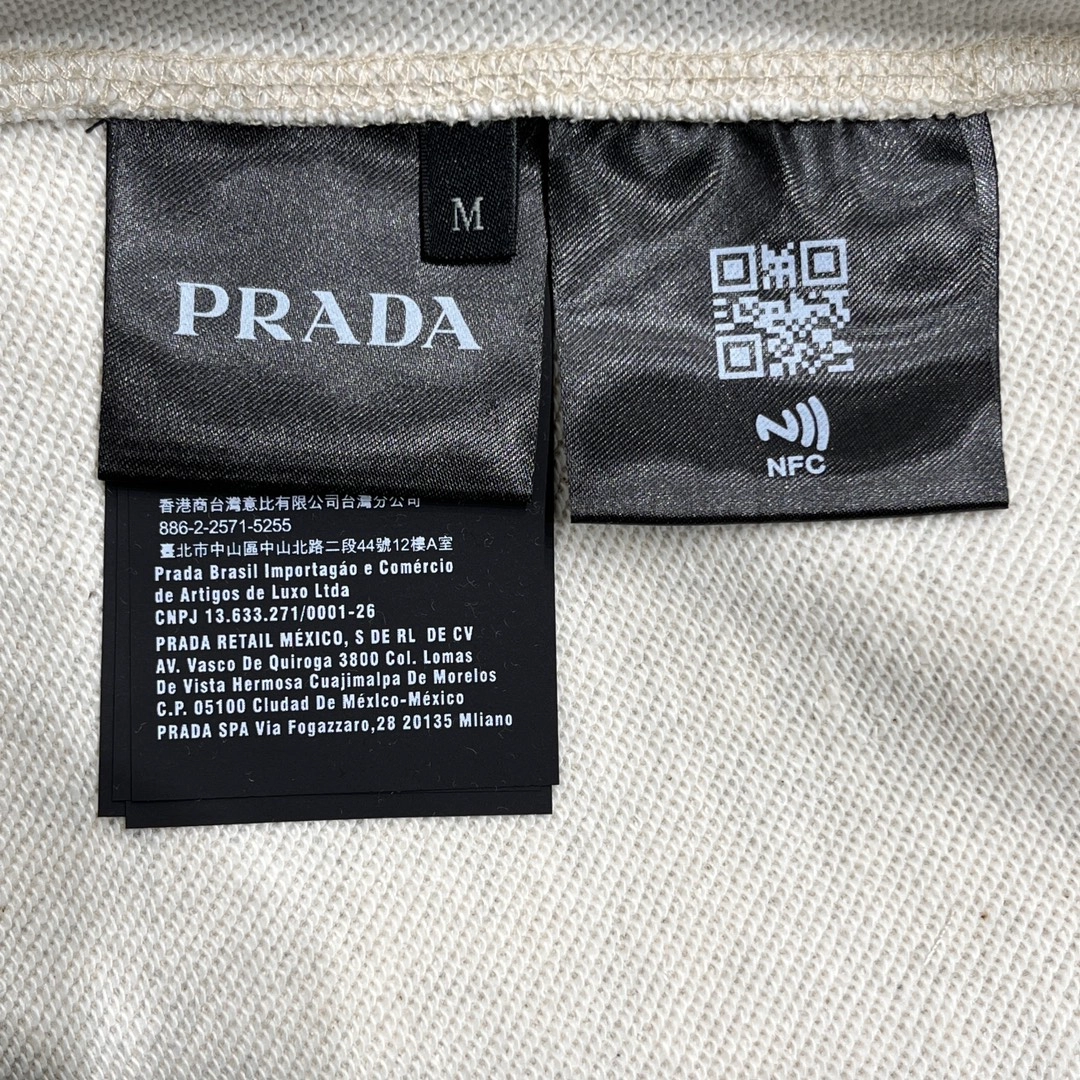 M
PRADA
NFC
香港商台灣意比有限公司台灣分公司
886-2-2571-5255
臺北市中山區中山北路二段44號12樓A室
Prada Brasil Importagáo e Comércio
de Artigos de Luxo Ltda
CNPJ 13.633.271/0001-26
PRADA RETAIL MÉXICO, S DE RL DE CV
AV. Vasco De Quiroga 3800 Col. Lomas
De Vista Hermosa Cuajimalpa De Morelos
C.P. 05100 Cludad De Méxlco-México
PRADA SPA Via Fogazzaro,28 20135 Mliano